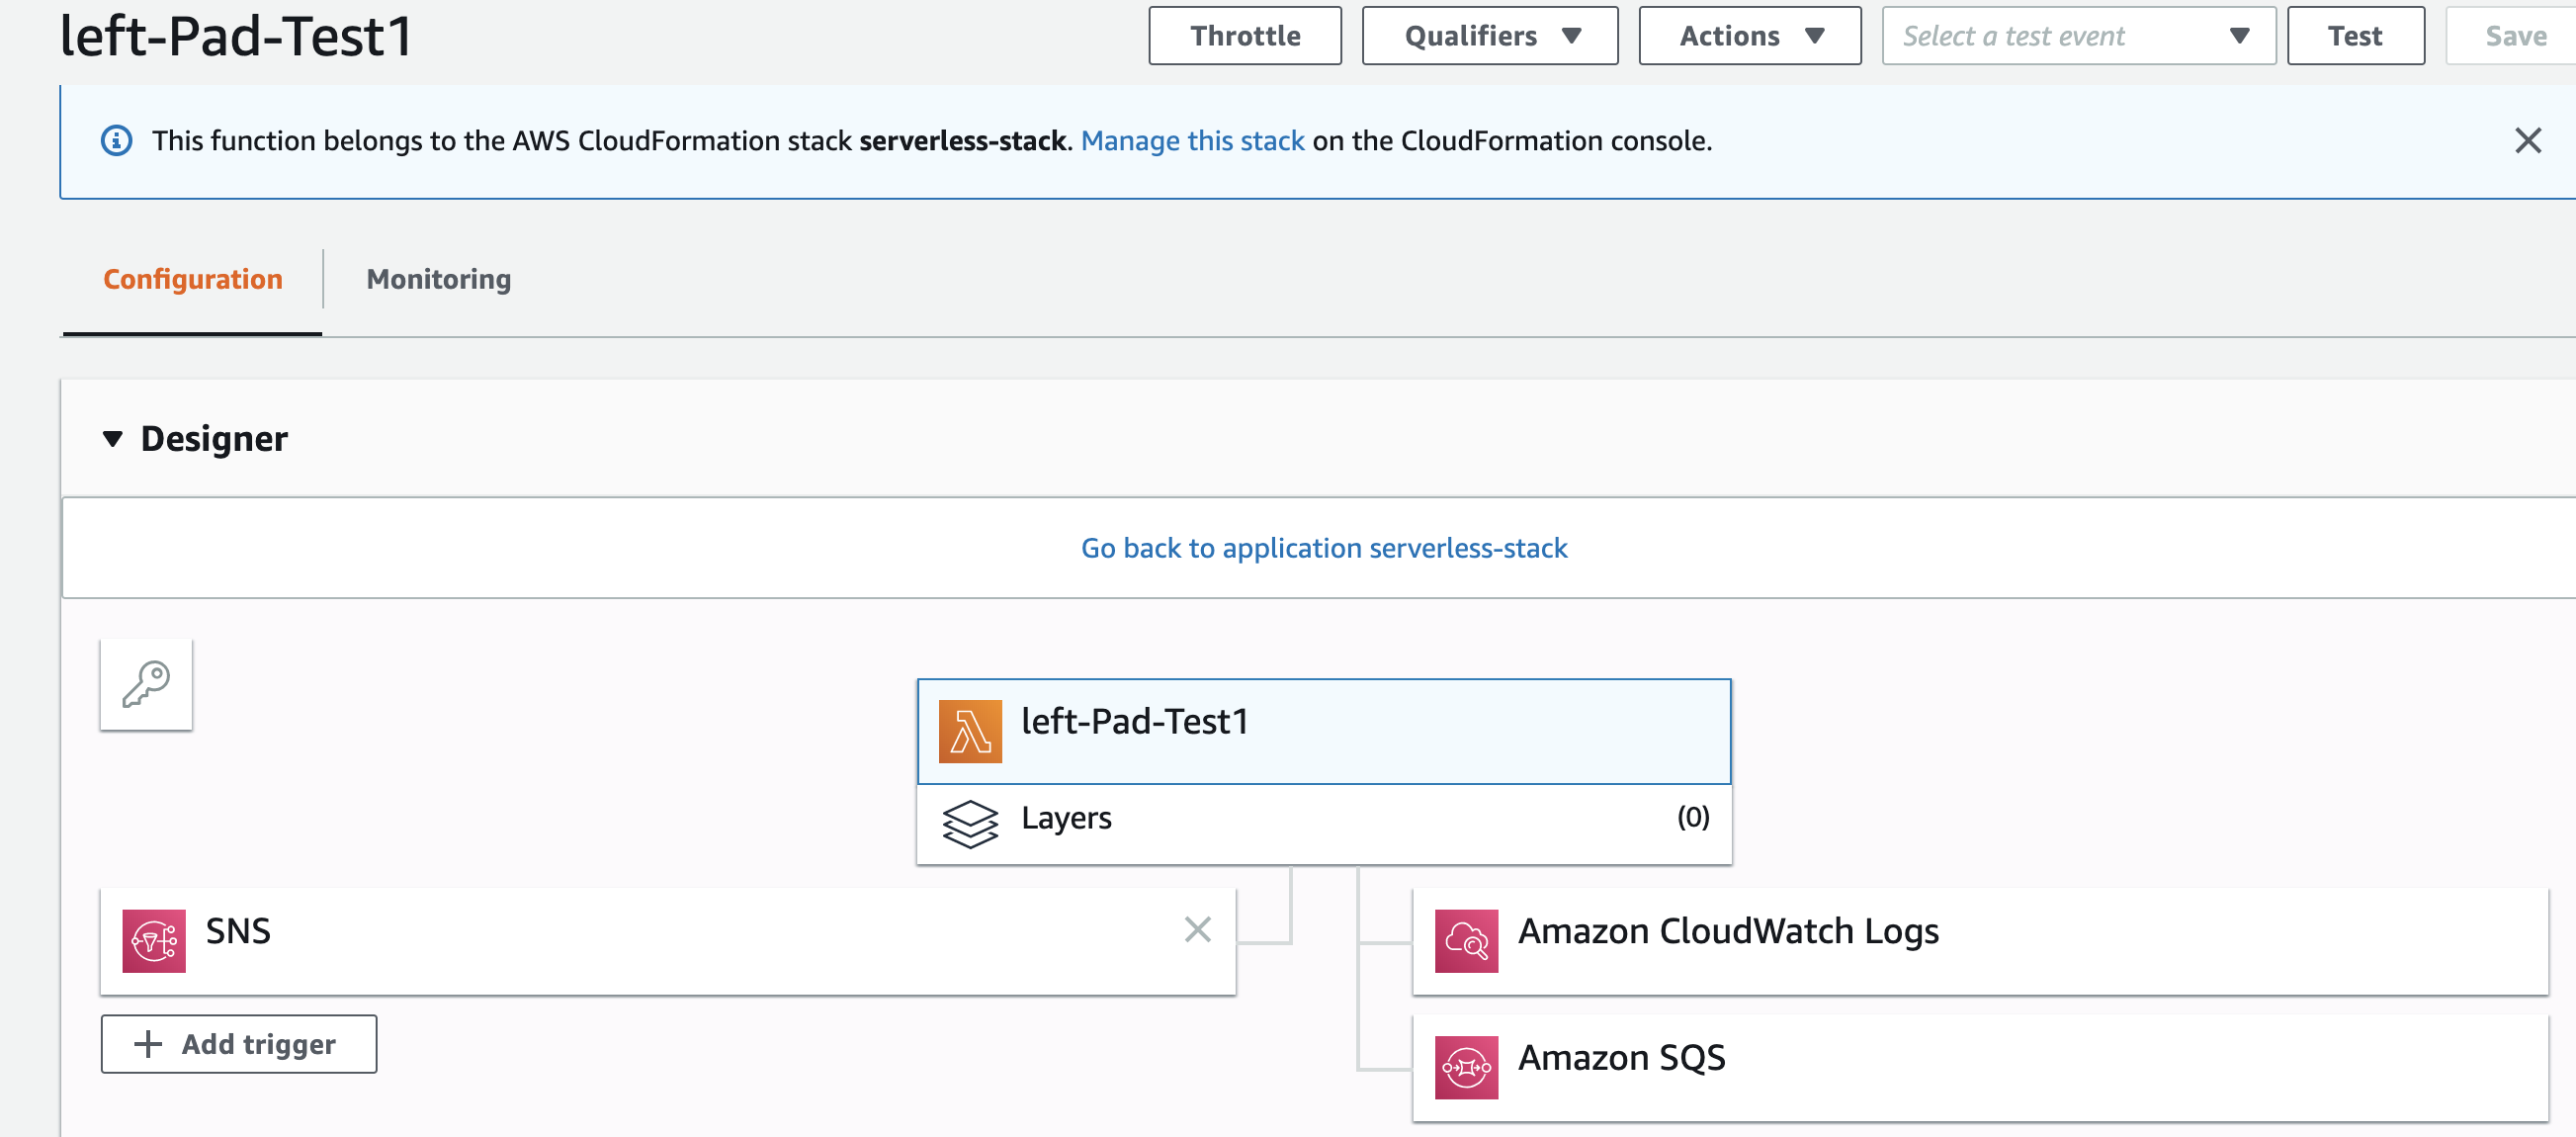 left-Pad-Test1
Throttle
Qualifiers
Actions
Select a test event
Test
Save
This function belongs to the AWS CloudFormation stack serverless-stack. Manage this stack on the CloudFormation console.
Configuration
Monitoring
Designer
Go back to application serverless-stack
left-Pad-Test1
Layers
(0)
SNS
Amazon CloudWatch Logs
Add trigger
Amazon SQS